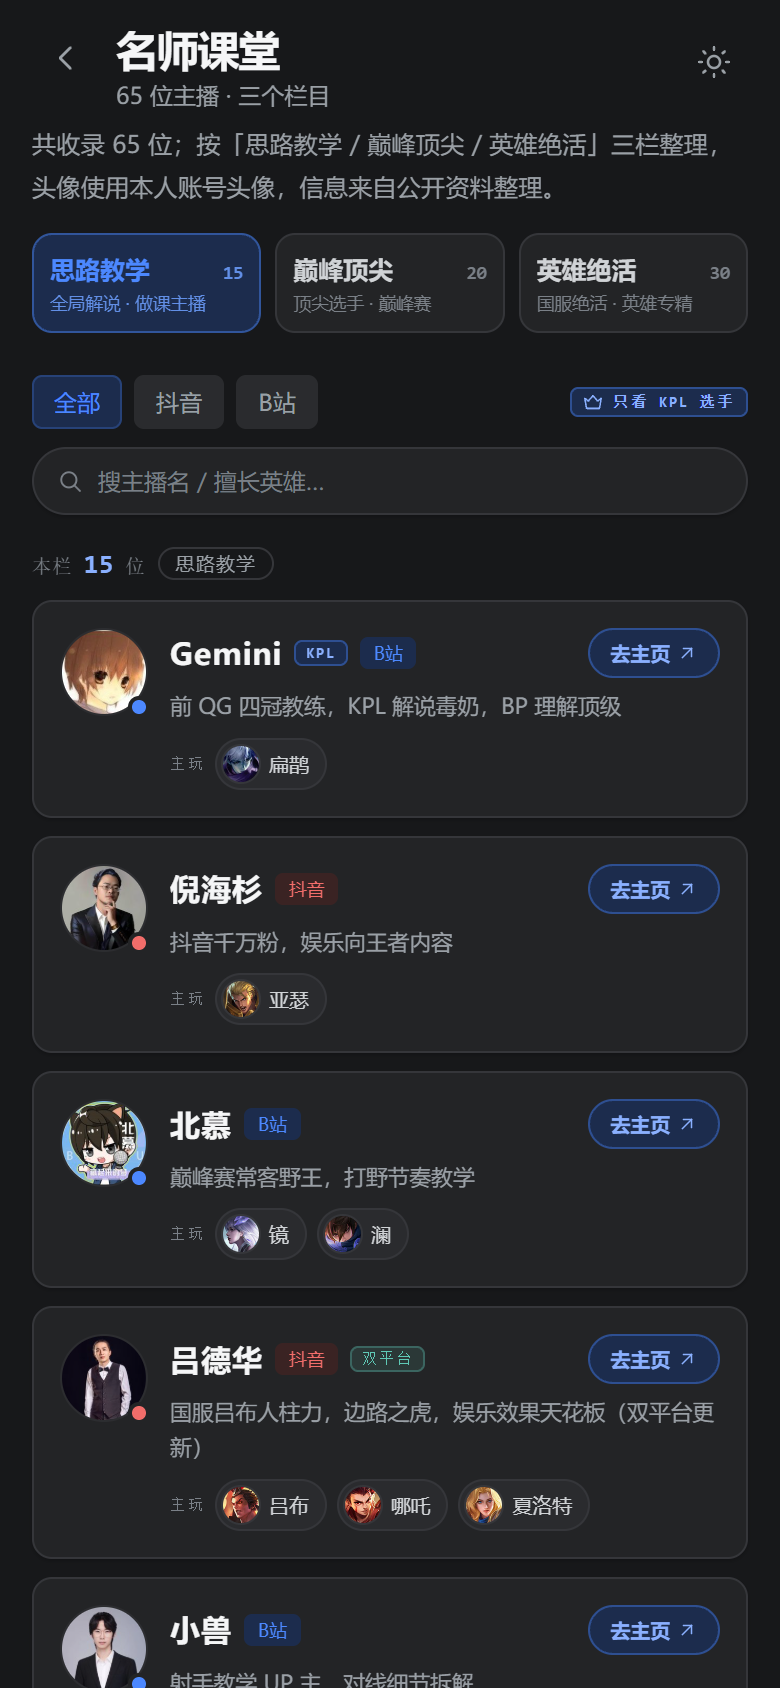 名师课堂
65 位主播 · 三个栏目
共收录 65 位；按「思路教学 / 巅峰顶尖 / 英雄绝活」三栏整理，
头像使用本人账号头像，信息来自公开资料整理。
思路教学 15
全局解说 · 做课主播
巅峰顶尖 20
顶尖选手 · 巅峰赛
英雄绝活 30
国服绝活 · 英雄专精
全部 抖音 B站 只看 KPL 选手
搜主播名 / 擅长英雄...
本栏 15 位 思路教学
Gemini KPL B站 去主页
前 QG 四冠教练，KPL 解说毒奶，BP 理解顶级
主玩 扁鹊
倪海杉 抖音 去主页
抖音千万粉，娱乐向王者内容
主玩 亚瑟
北慕 B站 去主页
巅峰赛常客野王，打野节奏教学
主玩 镜 澜
吕德华 抖音 双平台 去主页
国服吕布人柱力，边路之虎，娱乐效果天花板（双平台更
新）
主玩 吕布 哪吒 夏洛特
小兽 B站 去主页
射手教学 UP 主，对线细节拆解